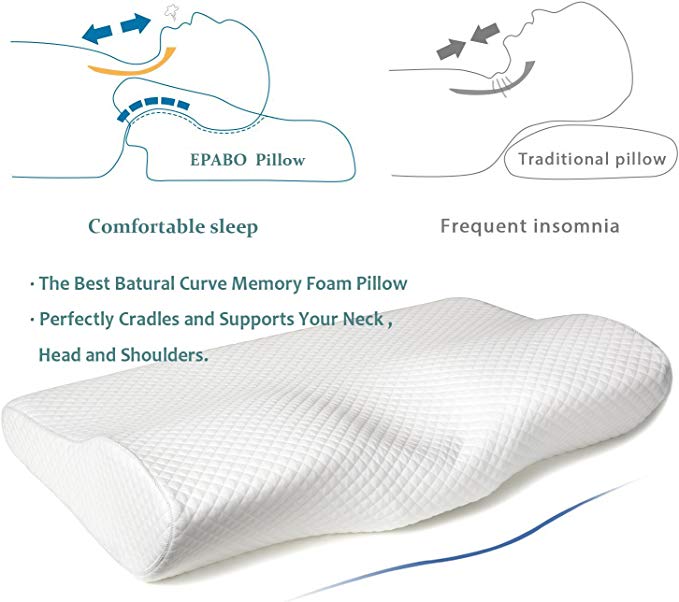 EPABO Pillow
Traditional pillow
Comfortable sleep
Frequent insomnia
· The Best Batural Curve Memory Foam Pillow
· Perfectly Cradles and Supports Your Neck ,
Head and Shoulders.